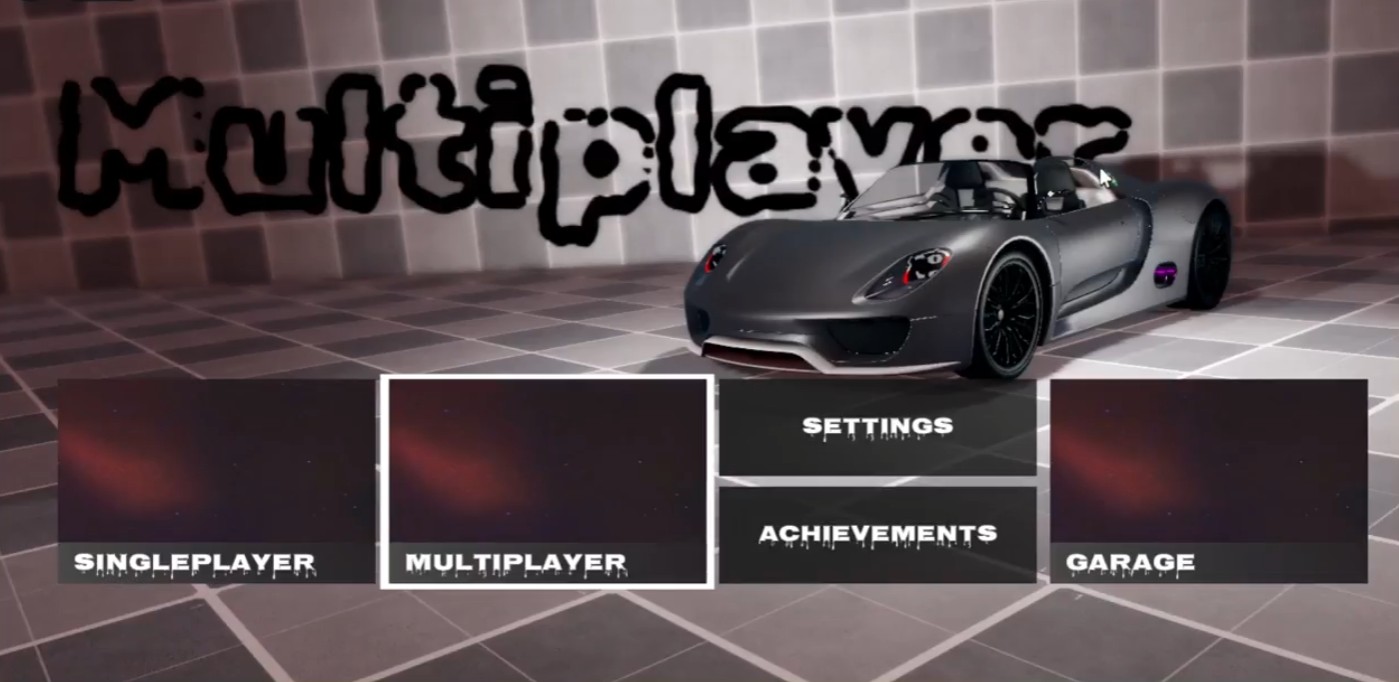 Multiplayer
SETTINGS
SINGLEPLAYER
MULTIPLAYER
ACHIEVEMENTS
GARAGE